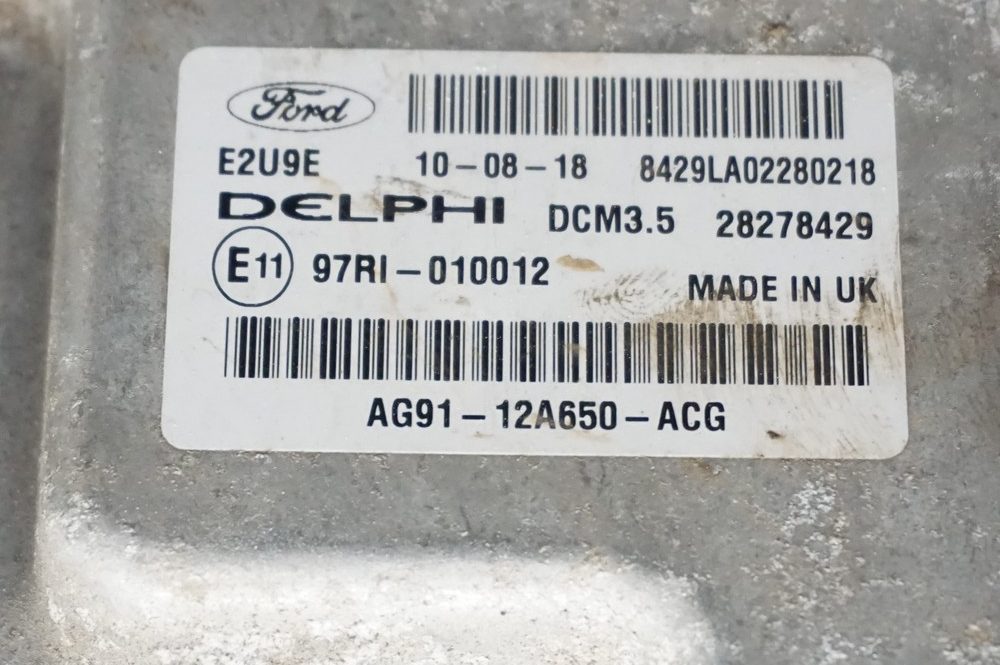 Ford
E2U9E 10-08-18 8429LA02280218
DELPHI DCM3.5 28278429
E11 97RI-010012 MADE IN UK
AG91-12A650-ACG